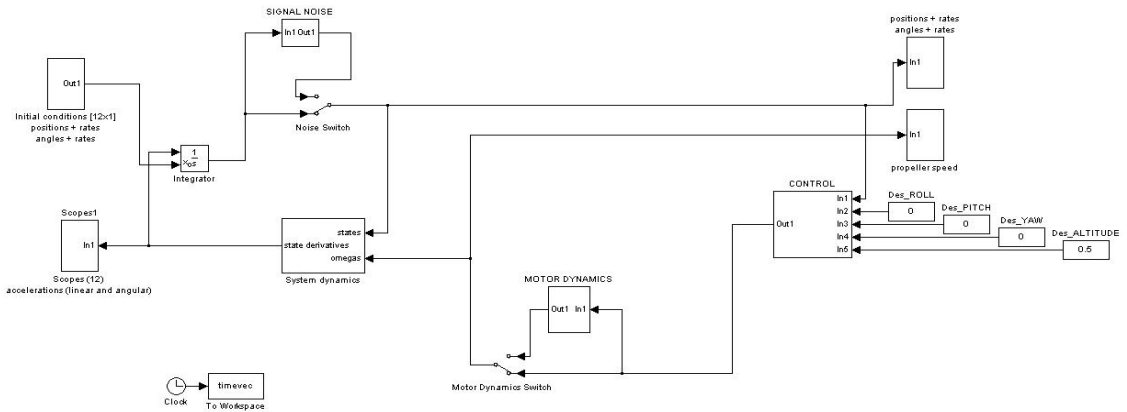 SIGNAL NOISE
In1 Out1
Out1
Initial conditions [12x1]
positions + rates
angles + rates
Noise Switch
1
s
xo
Integrator
positions + rates
angles + rates
In1
In1
propeller speed
CONTROL
In1
In2
In3
In4
In5
Out1
Des_ROLL
0
Des_PITCH
0
Des_YAW
0
Des_ALTITUDE
0.5
Scopes1
In1
Scopes (12)
accelerations (linear and angular)
states
state derivatives
omegas
System dynamics
MOTOR DYNAMICS
Out1 In1
Motor Dynamics Switch
Clock
timevec
To Workspace